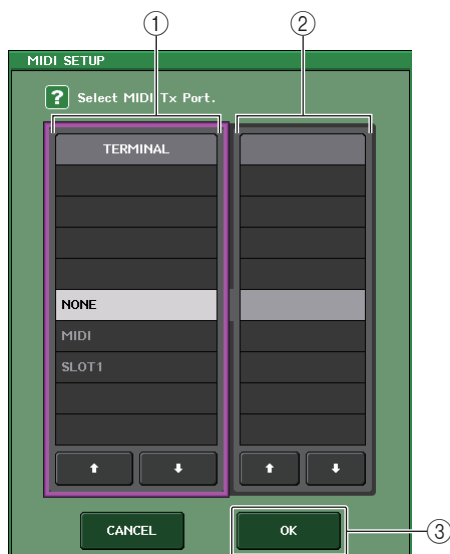 ① ②
MIDI SETUP
? Select MIDI Tx Port.
TERMINAL
NONE
MIDI
SLOT1
CANCEL OK ③